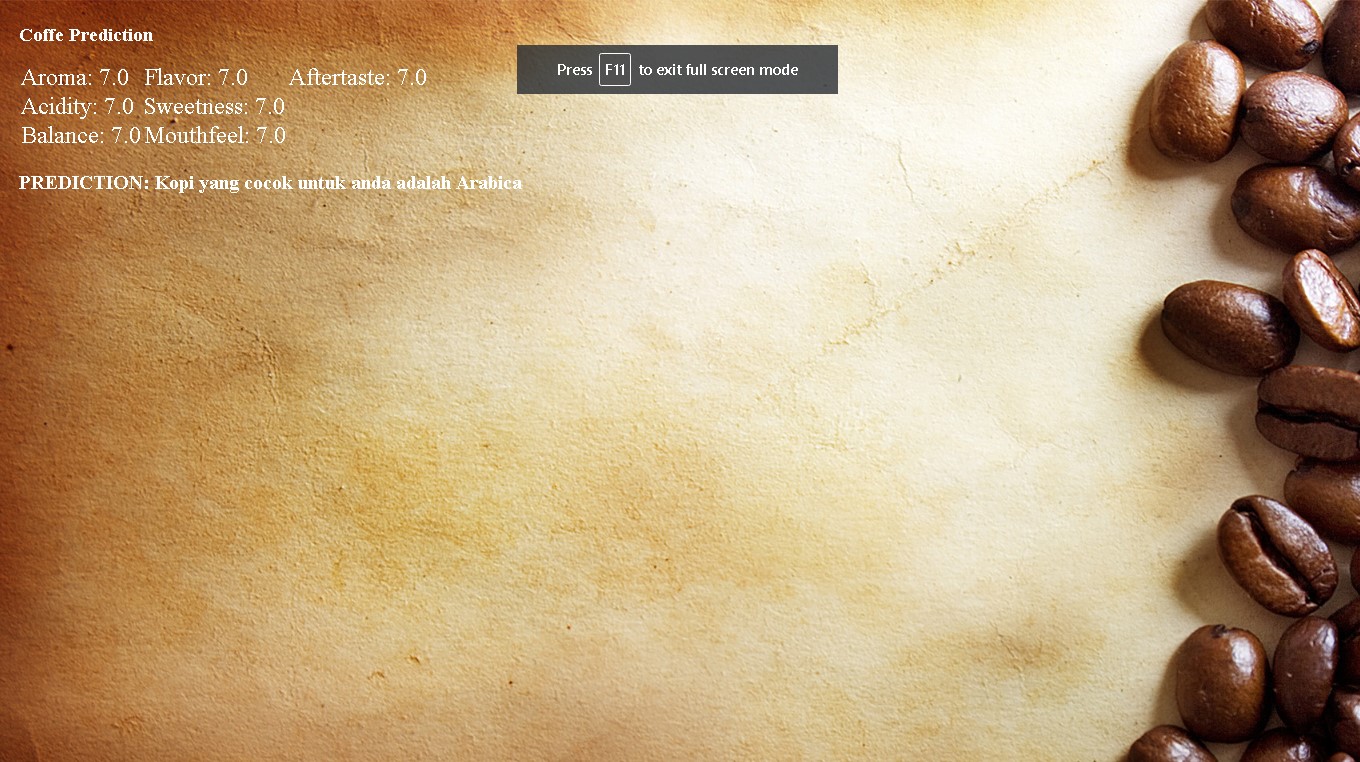 Coffe Prediction
Press F11 to exit full screen mode
Aroma: 7.0 Flavor: 7.0 Aftertaste: 7.0
Acidity: 7.0 Sweetness: 7.0
Balance: 7.0 Mouthfeel: 7.0
PREDICTION: Kopi yang cocok untuk anda adalah Arabica